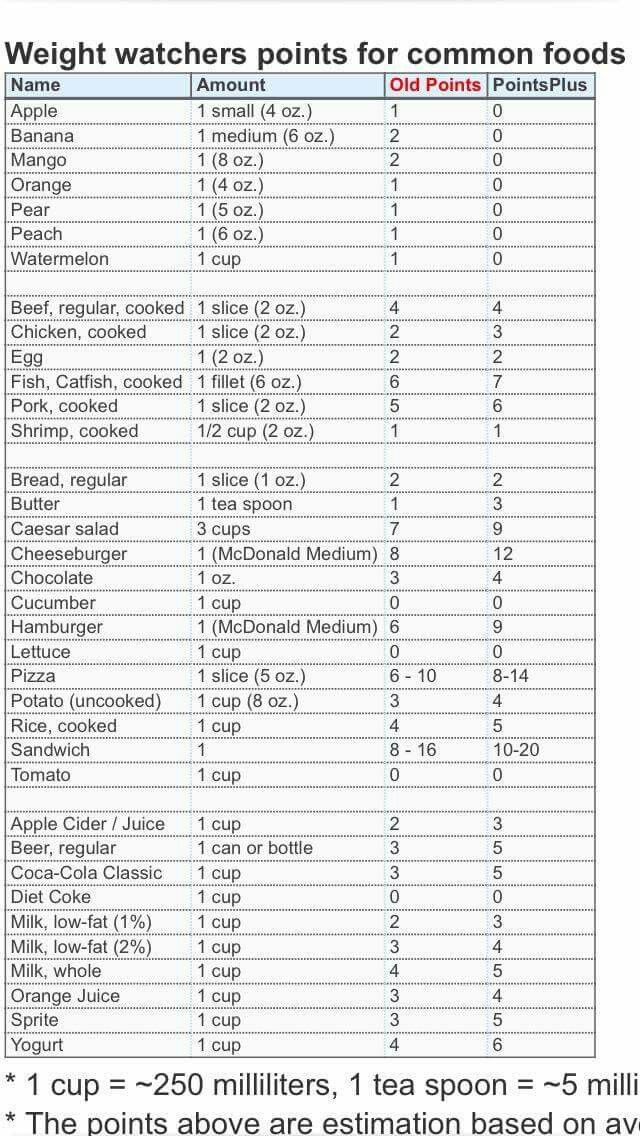 Weight watchers points for common foods
Name Amount Old Points PointsPlus
Apple 1 small (4 oz.) 1 0
Banana 1 medium (6 oz.) 2 0
Mango 1 (8 oz.) 2 0
Orange 1 (4 oz.) 1 0
Pear 1 (5 oz.) 1 0
Peach 1 (6 oz.) 1 0
Watermelon 1 cup 1 0
Beef, regular, cooked 1 slice (2 oz.) 4 4
Chicken, cooked 1 slice (2 oz.) 2 3
Egg 1 (2 oz.) 2 2
Fish, Catfish, cooked 1 fillet (6 oz.) 6 7
Pork, cooked 1 slice (2 oz.) 5 6
Shrimp, cooked 1/2 cup (2 oz.) 1 1
Bread, regular 1 slice (1 oz.) 2 2
Butter 1 tea spoon 1 3
Caesar salad 3 cups 7 9
Cheeseburger 1 (McDonald Medium) 8 12
Chocolate 1 oz. 3 4
Cucumber 1 cup 0 0
Hamburger 1 (McDonald Medium) 6 9
Lettuce 1 cup 0 0
Pizza 1 slice (5 oz.) 6 - 10 8-14
Potato (uncooked) 1 cup (8 oz.) 3 4
Rice, cooked 1 cup 4 5
Sandwich 1 8 - 16 10-20
Tomato 1 cup 0 0
Apple Cider / Juice 1 cup 2 3
Beer, regular 1 can or bottle 3 5
Coca-Cola Classic 1 cup 3 5
Diet Coke 1 cup 0 0
Milk, low-fat (1%) 1 cup 2 3
Milk, low-fat (2%) 1 cup 3 4
Milk, whole 1 cup 4 5
Orange Juice 1 cup 3 4
Sprite 1 cup 3 5
Yogurt 1 cup 4 6
* 1 cup = ~250 milliliters, 1 tea spoon = ~5 milli
* The points above are estimation based on av